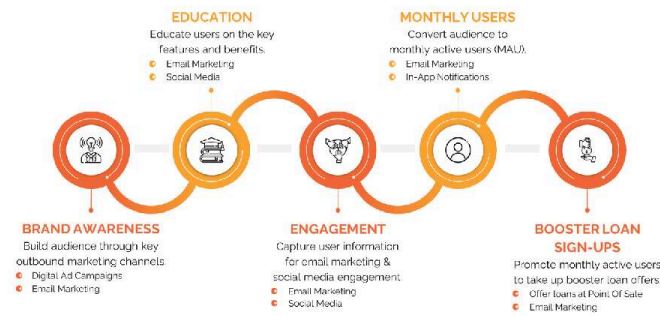 EDUCATION
Educate users on the key
features and benefits.
Email Marketing
Social Media
MONTHLY USERS
Convert audience to
monthly active users (MAU).
Email Marketing
In-App Notifications
BRAND AWARENESS
Build audience through key
outbound marketing channels
Digital Ad Campaigns
Email Marketing
ENGAGEMENT
Capture user information
for email marketing &
social media engagement.
Email Marketing
Social Media
BOOSTER LOAN
SIGN-UPS
Promote monthly active users
to take up booster loan offers.
Offer loans at Point Of Sale
Email Marketing